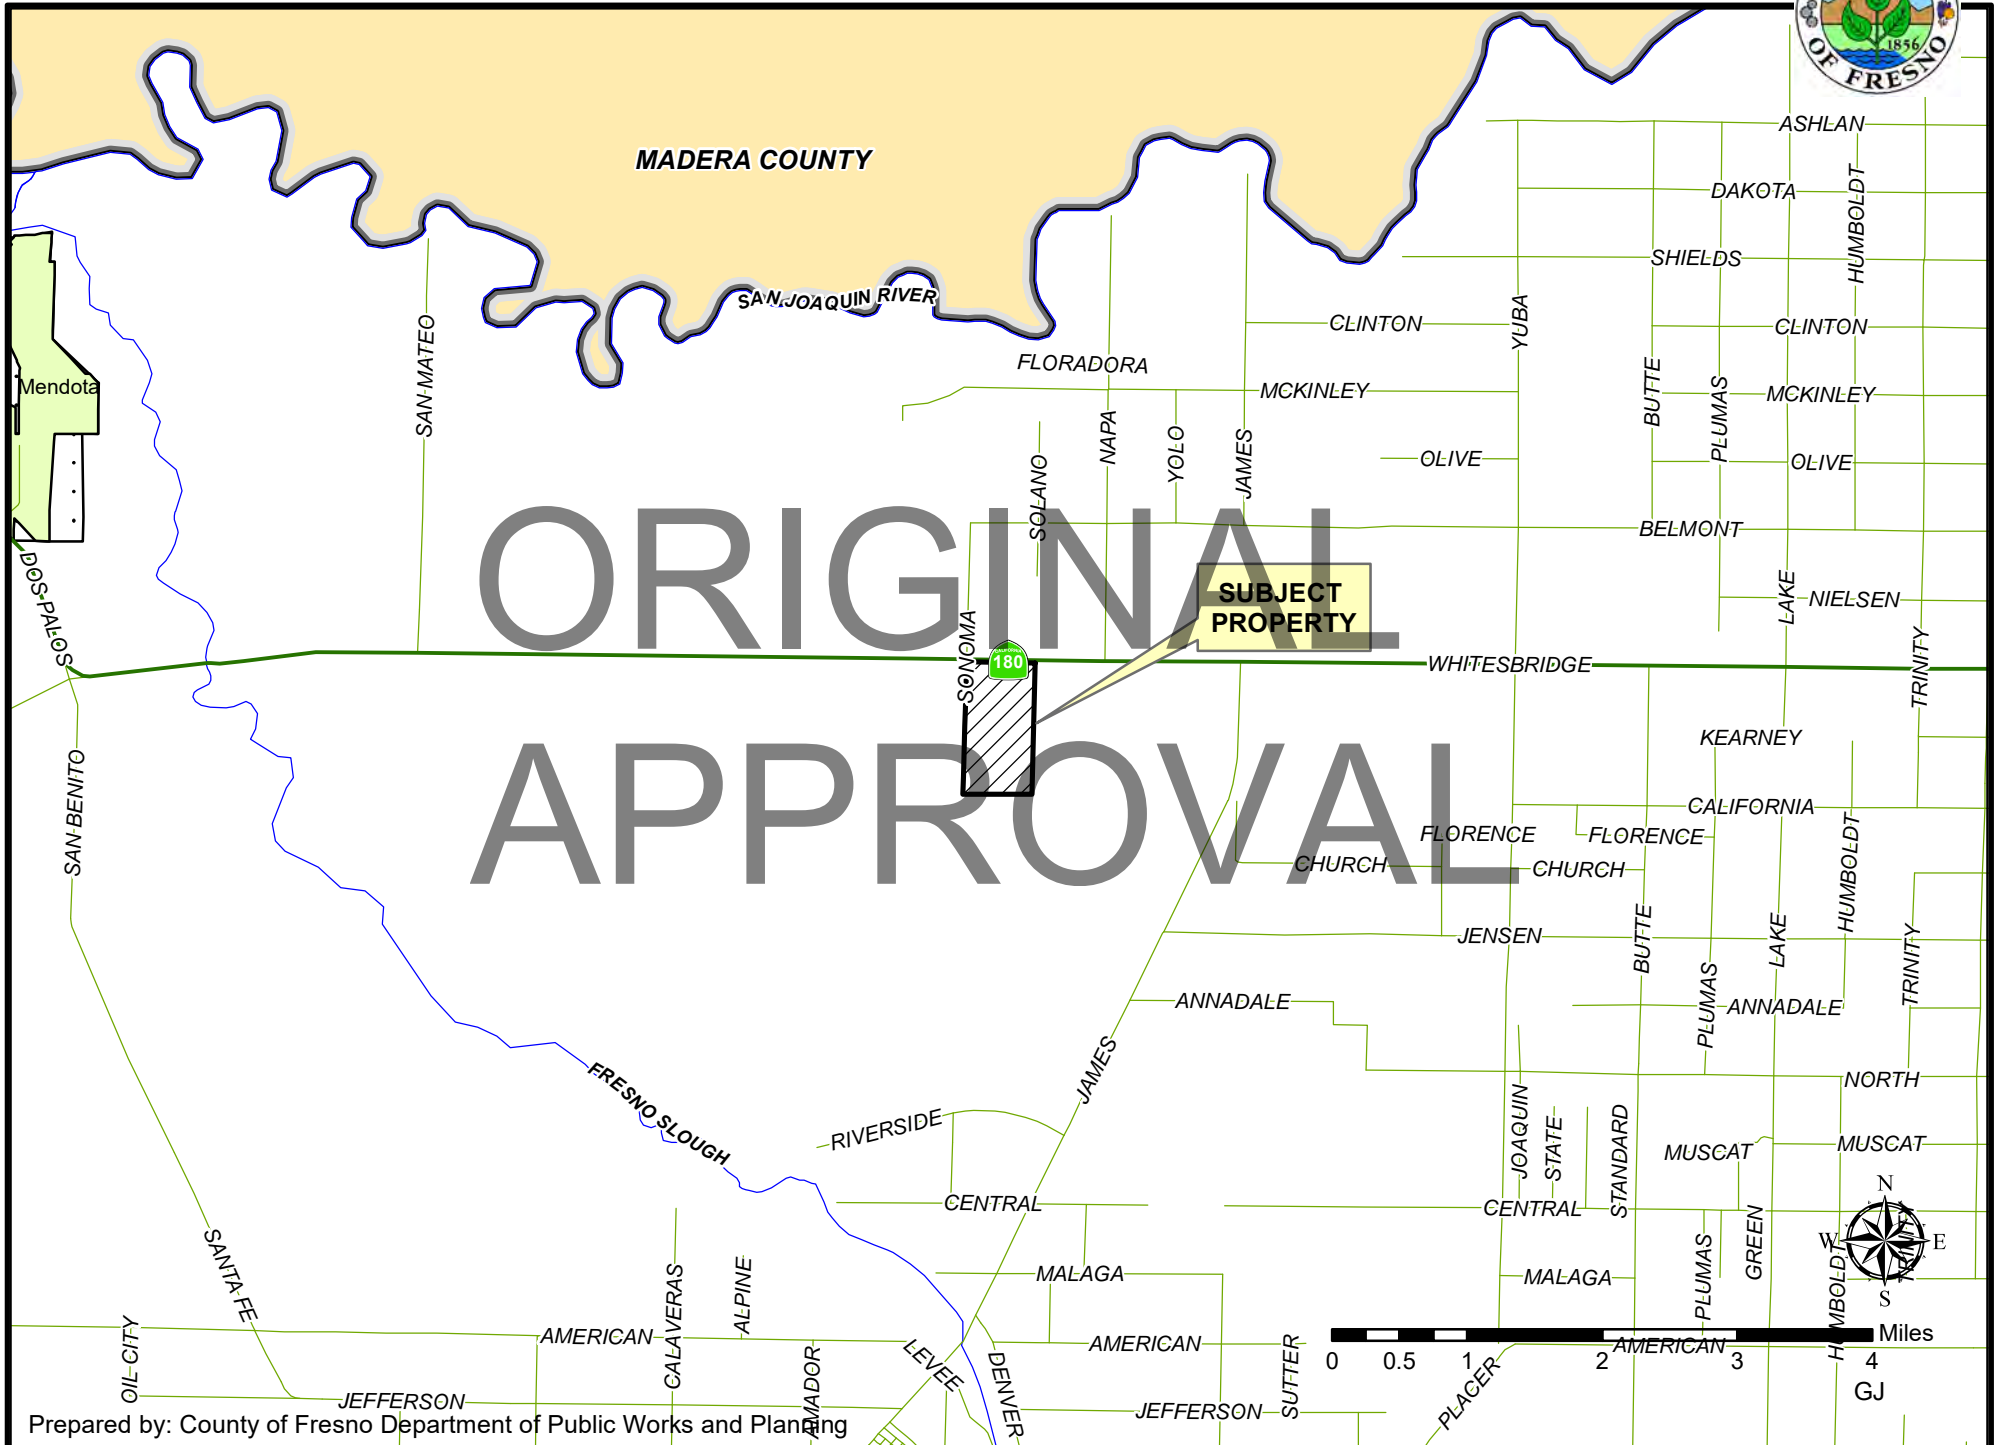 1856
OF FRESNO
ASHLAN
MADERA COUNTY
DAKOTA
HUMBOLDT
SHIELDS
SAN JOAQUIN RIVER
SAN MATEO
YUBA
CLINTON
CLINTON
FLORADORA
MCKINLEY
BUTTE
PLUMAS
MCKINLEY
Mendota
NAPA
YOLO
JAMES
SOLANO
OLIVE
OLIVE
BELMONT
ORIGINAL
DOS PALOS
SUBJECT
PROPERTY
LAKE
NIELSEN
SONOMA
180
WHITESBRIDGE
TRINITY
KEARNEY
SAN BENITO
APPROVAL
CALIFORNIA
FLORENCE
FLORENCE
HUMBOLDT
CHURCH
CHURCH
JENSEN
BUTTE
LAKE
TRINITY
ANNADALE
PLUMAS
ANNADALE
JAMES
NORTH
FRESNO SLOUGH
RIVERSIDE
JOAQUIN
STATE
STANDARD
MUSCAT
MUSCAT
CENTRAL
CENTRAL
N
W
E
S
TRINITY
SANTA FE
CALAVERAS
ALPINE
MALAGA
MALAGA
PLUMAS
GREEN
HUMBOLDT
OIL CITY
AMERICAN
AMERICAN
AMERICAN
Miles
0 0.5 1 2 3 4
GJ
LEVEE
DENVER
SUTTER
PLACER
AMADOR
JEFFERSON
JEFFERSON
Prepared by: County of Fresno Department of Public Works and Planning